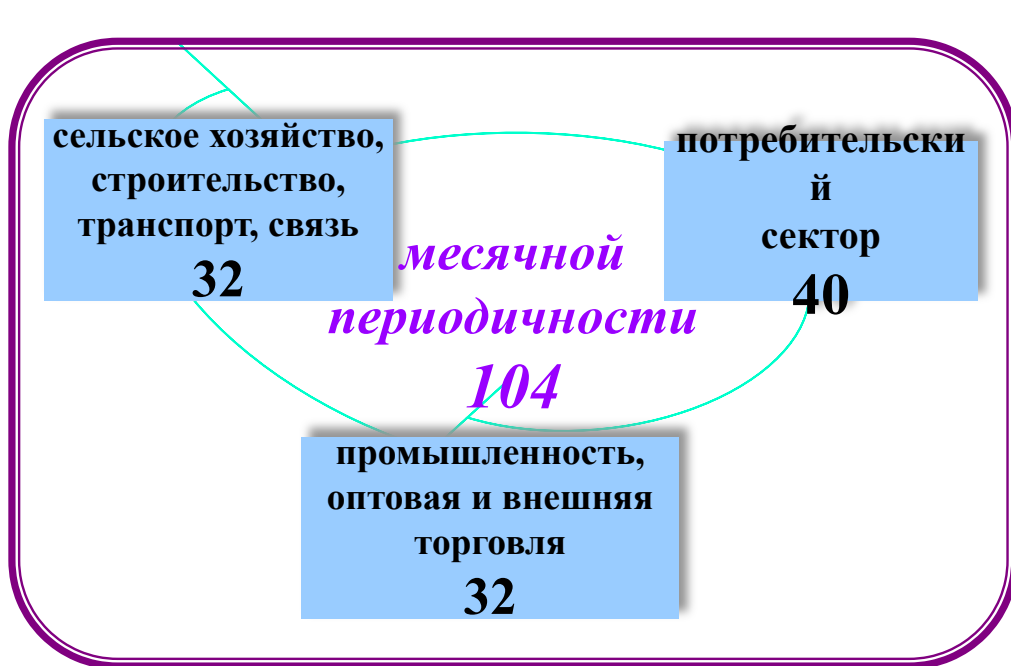 сельское хозяйство,
строительство,
транспорт, связь
32
потребительски
й
сектор
40
месячной
периодичности
104
промышленность,
оптовая и внешняя
торговля
32